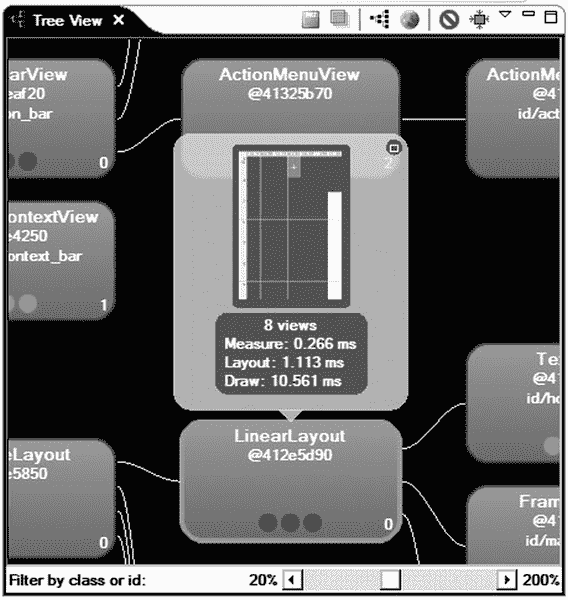 Tree View
arView
eaf20
on_bar
0
ActionMenuView
@41325b70
2
ActionMe
@41
id/act
ontextView
e4250
ontext_bar
1
8 views
Measure: 0.266 ms
Layout: 1.113 ms
Draw: 10.561 ms
Te
@41
id/ho
eLayout
e5850
0
LinearLayout
@412e5d90
0
Fram
@41
id/ma
Filter by class or id:
20%
200%